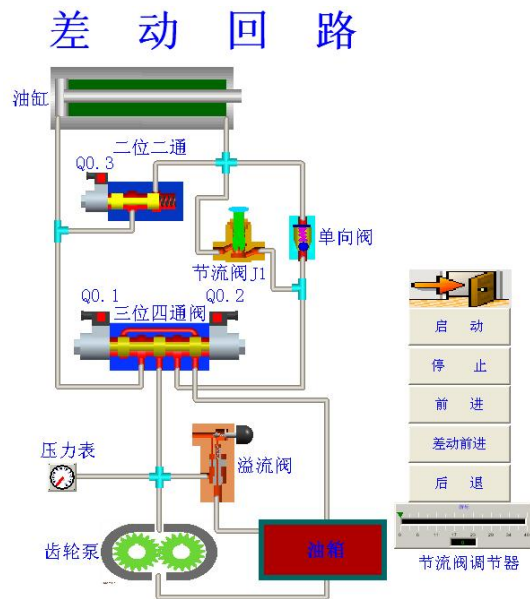 差动回路
油缸
二位二通
Q0.3
单向阀
节流阀J1
Q0.1
Q0.2
三位四通阀
启动
停止
前进
压力表
溢流阀
差动前进
后退
齿轮泵
油箱
节流阀调节器